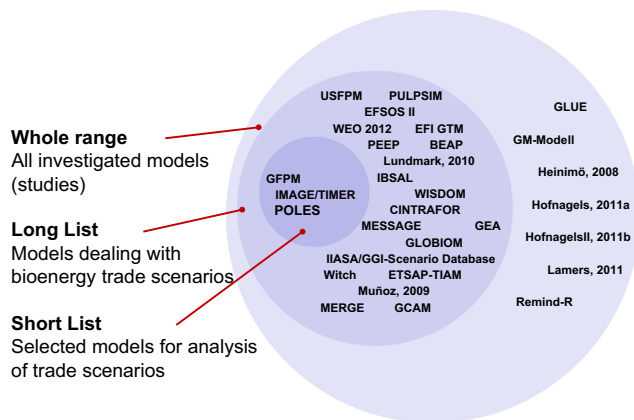 Whole range
All investigated models
(studies)
Long List
Models dealing with
bioenergy trade scenarios
Short List
Selected models for analysis
of trade scenarios
GFPM
IMAGE/TIMER
POLES
USFPM PULPSIM
EFSOS II
WEO 2012 EFI GTM
PEEP BEAP
Lundmark, 2010
IBSAL
WISDOM
CINTRAFOR
MESSAGE GEA
GLOBIOM
IIASA/GGI-Scenario Database
Witch ETSAP-TIAM
Muñoz, 2009
MERGE GCAM
GLUE
GM-Modell
Heinimö, 2008
Hofnagels, 2011a
HofnagelsII, 2011b
Lamers, 2011
Remind-R